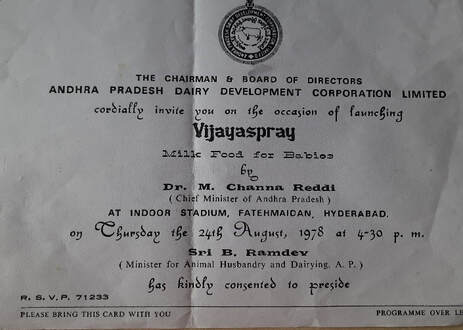 THE CHAIRMAN & BOARD OF DIRECTORS
ANDHRA PRADESH DAIRY DEVELOPMENT CORPORATION LIMITED
cordially invite you on the occasion of launching
Vijayaspray
Milk Food for Babies
by
Dr. M. Channa Reddi
( Chief Minister of Andhra Pradesh )
AT INDOOR STADIUM, FATEHMAIDAN, HYDERABAD.
on Thursday the 24th August, 1978 at 4-30 p. m.
Sri B. Ramdev
( Minister for Animal Husbandry and Dairying, A. P. )
has kindly consented to preside
R. S. V. P. 71233
PLEASE BRING THIS CARD WITH YOU
PROGRAMME OVER LE